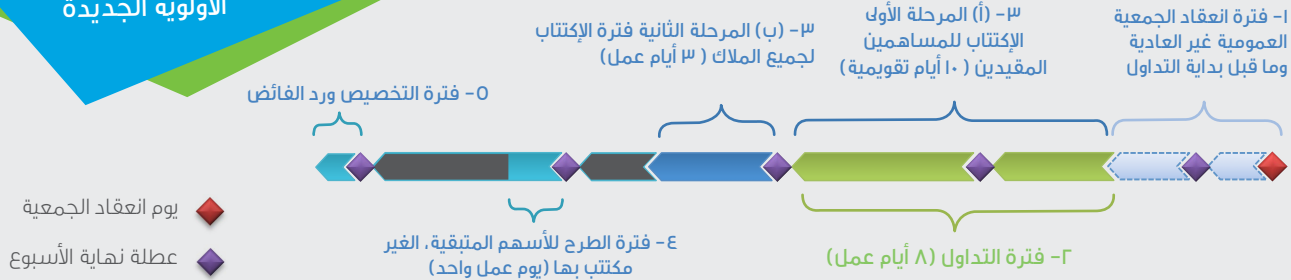 الأولوية الجديدة
١- فترة انعقاد الجمعية
العمومية غير العادية
وما قبل بداية التداول
٣- (أ) المرحلة الأولى
الإكتتاب للمساهمين
المقيدين (١٠ أيام تقويمية)
٣- (ب) المرحلة الثانية فترة الإكتتاب
لجميع الملاك (٣ أيام عمل)
٥- فترة التخصيص ورد الفائض
٢- فترة التداول (٨ أيام عمل)
٤- فترة الطرح للأسهم المتبقية، الغير
مكتتب بها (يوم عمل واحد)
يوم انعقاد الجمعية
عطلة نهاية الأسبوع